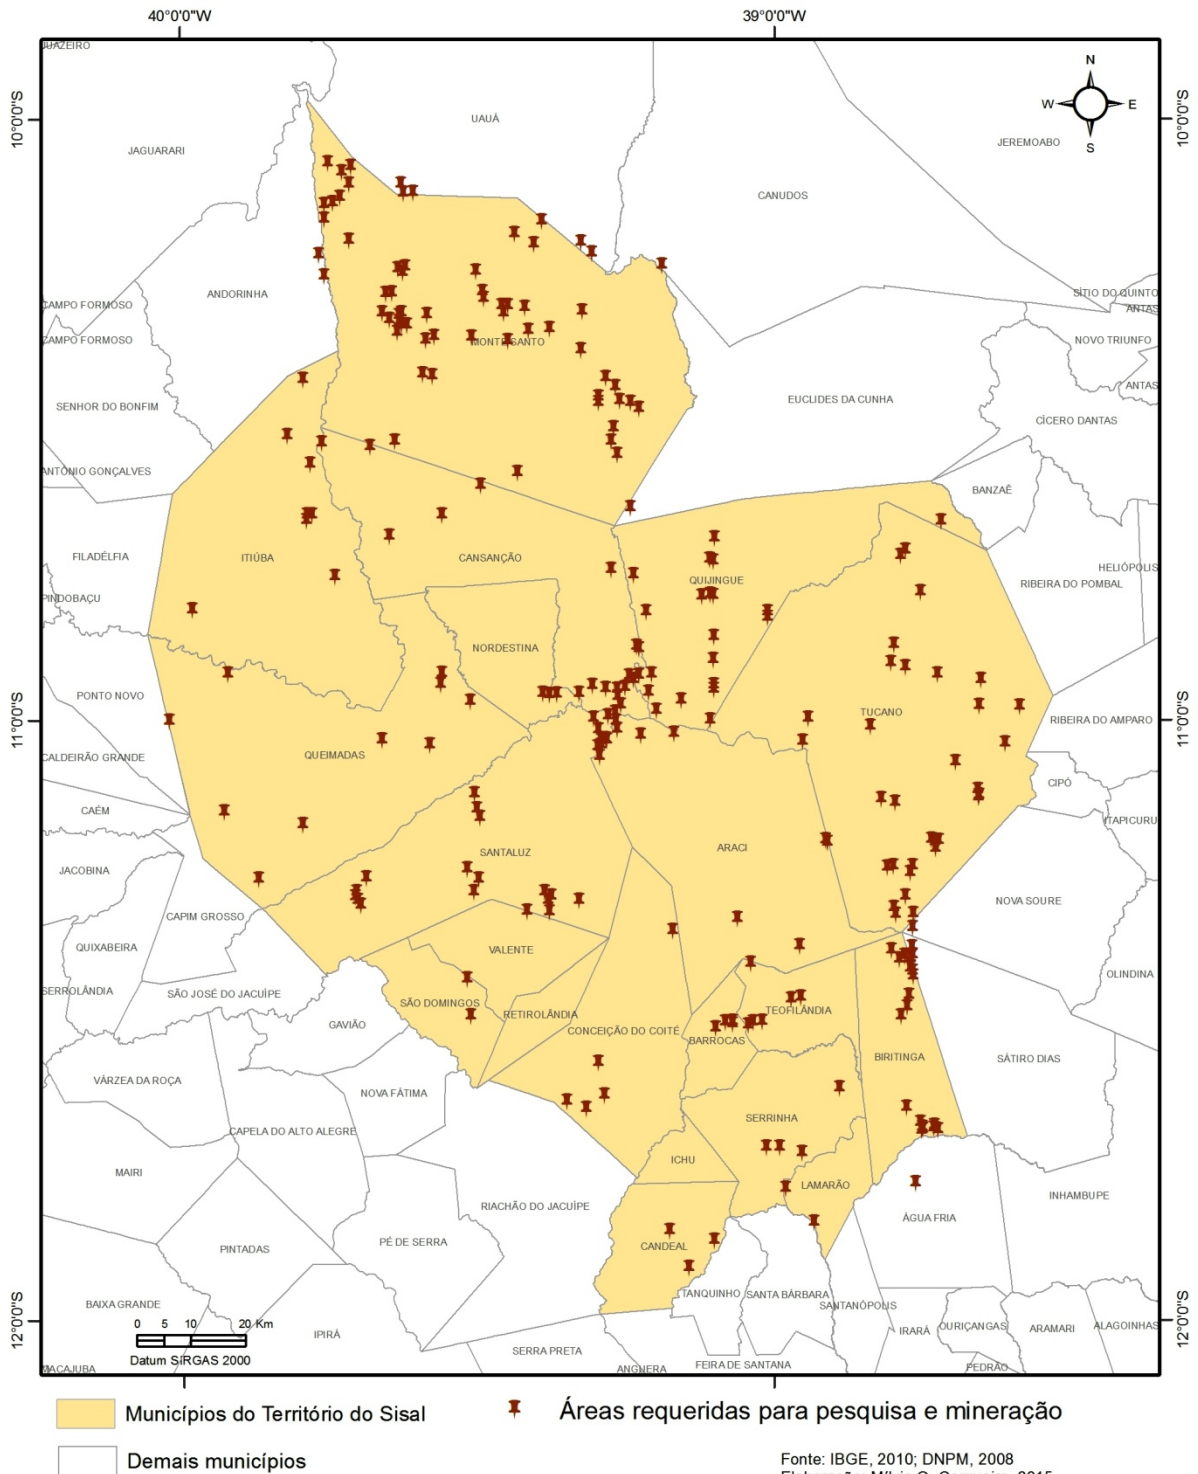 40°0'0"W
39°0'0"W
JUAZEIRO
N
W
E
S
10°0'0"S
10°0'0"S
UAUÁ
JAGUARARI
JEREMOABO
CANUDOS
ANDORINHA
SÍTIO DO QUINTO
CAMPO FORMOSO
ANTAS
CAMPO FORMOSO
MONTE SANTO
NOVO TRIUNFO
ANTAS
SENHOR DO BONFIM
EUCLIDES DA CUNHA
CÍCERO DANTAS
ANTÔNIO GONÇALVES
BANZAÊ
FILADÉLFIA
ITIÚBA
CANSANÇÃO
QUIJINGUE
HELIÓPOLIS
RIBEIRA DO POMBAL
PINDOBAÇU
NORDESTINA
PONTO NOVO
TUCANO
11°0'0"S
RIBEIRA DO AMPARO
11°0'0"S
CALDEIRÃO GRANDE
QUEIMADAS
CIPÓ
CAÉM
ITAPICURU
SANTALUZ
ARACI
JACOBINA
NOVA SOURE
CAPIM GROSSO
QUIXABEIRA
VALENTE
OLINDINA
SERROLÂNDIA
SÃO JOSÉ DO JACUÍPE
SÃO DOMINGOS
RETIROLÂNDIA
TEOFILÂNDIA
GAVIÃO
CONCEIÇÃO DO COITÉ
BARROCAS
BIRITINGA
SÁTIRO DIAS
VÁRZEA DA ROÇA
NOVA FÁTIMA
CAPELA DO ALTO ALEGRE
SERRINHA
MAIRI
ICHU
LAMARÃO
INHAMBUPE
RIACHÃO DO JACUÍPE
ÁGUA FRIA
PINTADAS
PÉ DE SERRA
CANDEAL
TANQUINHO
SANTA BÁRBARA
BAIXA GRANDE
SANTANÓPOLIS
12°0'0"S
12°0'0"S
0 5 10 20 Km
IPIRÁ
IRARÁ
OURIÇANGAS
ARAMARI
ALAGOINHAS
Datum SIRGAS 2000
SERRA PRETA
MACAJUBA
ANGUERA
FEIRA DE SANTANA
PEDRÃO
Municípios do Território do Sisal
Áreas requeridas para pesquisa e mineração
Demais municípios
Fonte: IBGE, 2010; DNPM, 2008